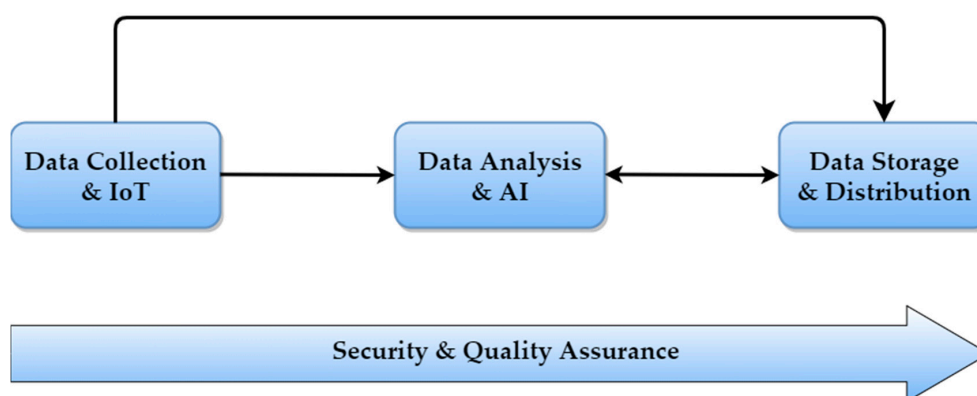 Data Collection
& IoT
Data Analysis
& AI
Data Storage
& Distribution
Security & Quality Assurance